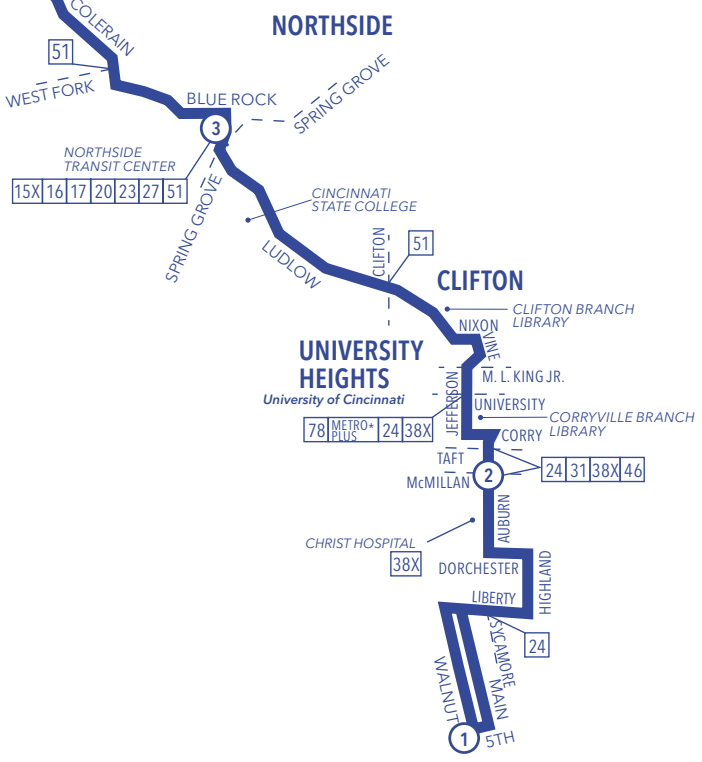 NORTHSIDE
COLERAIN
51
WEST FORK
BLUE ROCK
SPRING GROVE
3
NORTHSIDE
TRANSIT CENTER
15X 16 17 20 23 27 51
SPRING GROVE
CINCINNATI
STATE COLLEGE
LUDLOW
CLIFTON
51
CLIFTON
CLIFTON BRANCH
LIBRARY
NIXON
VINE
UNIVERSITY
HEIGHTS
University of Cincinnati
M. L. KING JR.
JEFFERSON
UNIVERSITY
78 METRO* PLUS 24 38X
CORRYVILLE BRANCH
LIBRARY
CORRY
TAFT
McMILLAN
2
24 31 38X 46
AUBURN
CHRIST HOSPITAL
38X
DORCHESTER
HIGHLAND
LIBERTY
SYCAMORE
24
WALNUT
MAIN
1
5TH